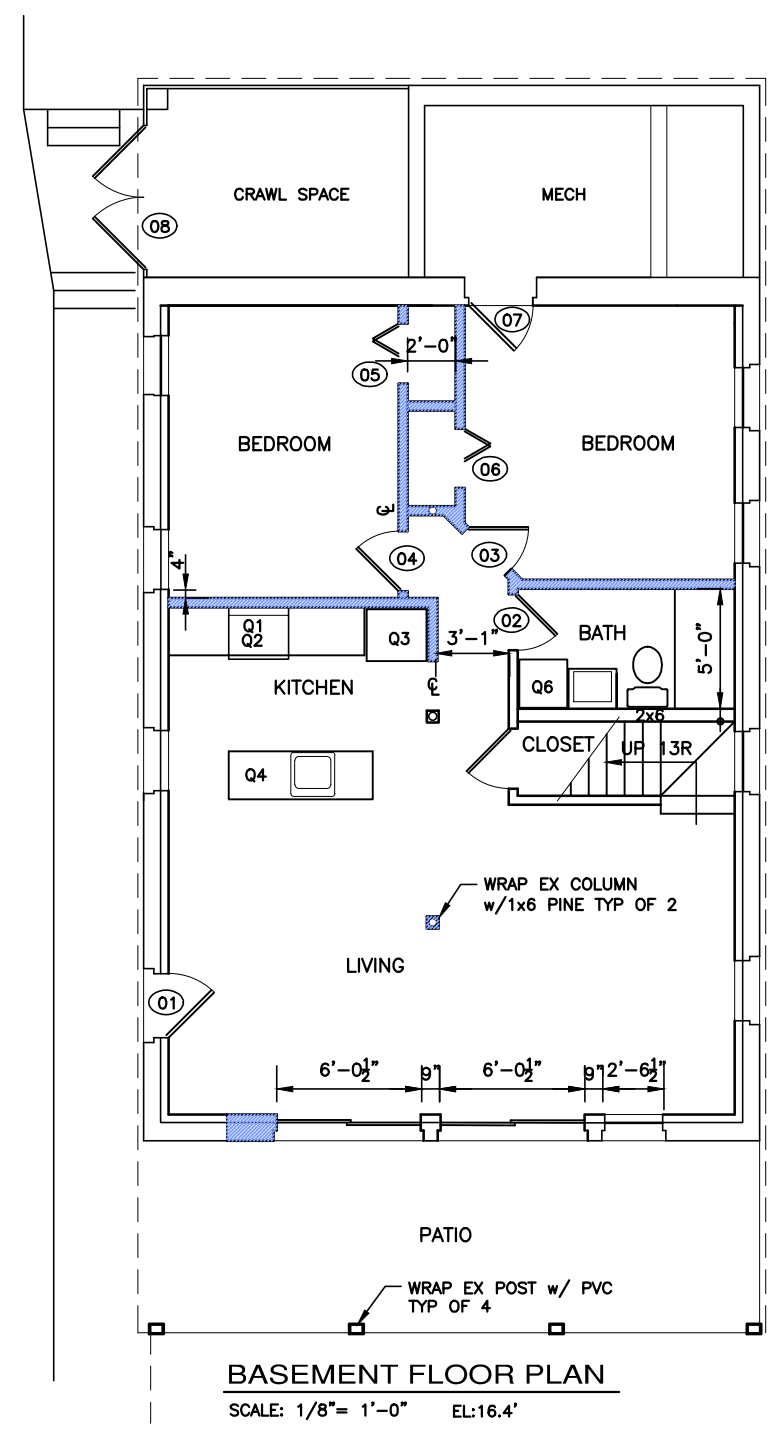 CRAWL SPACE
MECH
08
07
2'-0"
05
BEDROOM
BEDROOM
06
℄
04
03
4"
02
Q1
Q2
Q3
3'-1"
BATH
5'-0"
KITCHEN
℄
Q6
2x6
CLOSET
UP 13R
Q4
WRAP EX COLUMN
w/1x6 PINE TYP OF 2
LIVING
01
6'-0½"
9"
6'-0½"
9"
2'-6½"
PATIO
WRAP EX POST w/ PVC
TYP OF 4
BASEMENT FLOOR PLAN
SCALE: 1/8"= 1'-0"
EL:16.4'